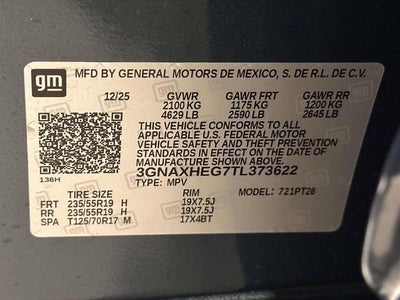 gm
MFD BY GENERAL MOTORS DE MEXICO, S. DE R.L. DE C.V.
12/25 GVWR GAWR FRT GAWR RR
2100 KG 1175 KG 1200 KG
4629 LB 2590 LB 2645 LB
THIS VEHICLE CONFORMS TO ALL
APPLICABLE U.S. FEDERAL MOTOR
VEHICLE SAFETY STANDARDS IN EFFECT ON THE DATE OF
MANUFACTURE SHOWN ABOVE.
3GNAXHEG7TL373622
136H TYPE: MPV MODEL: 721PT26
TIRE SIZE RIM
FRT 235/55R19 H 19X7.5J
RR 235/55R19 H 19X7.5J
SPA T125/70R17 M 17X4BT